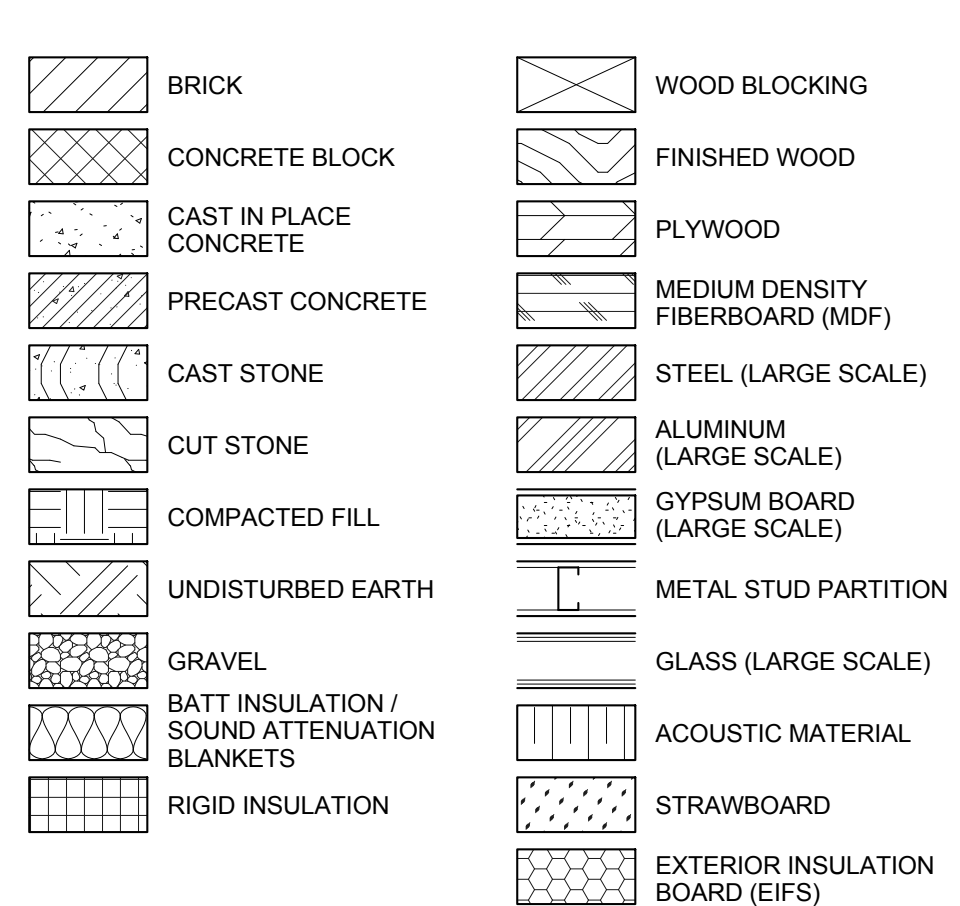 BRICK
CONCRETE BLOCK
CAST IN PLACE
CONCRETE
PRECAST CONCRETE
CAST STONE
CUT STONE
COMPACTED FILL
UNDISTURBED EARTH
GRAVEL
BATT INSULATION /
SOUND ATTENUATION
BLANKETS
RIGID INSULATION
WOOD BLOCKING
FINISHED WOOD
PLYWOOD
MEDIUM DENSITY
FIBERBOARD (MDF)
STEEL (LARGE SCALE)
ALUMINUM
(LARGE SCALE)
GYPSUM BOARD
(LARGE SCALE)
METAL STUD PARTITION
GLASS (LARGE SCALE)
ACOUSTIC MATERIAL
STRAWBOARD
EXTERIOR INSULATION
BOARD (EIFS)